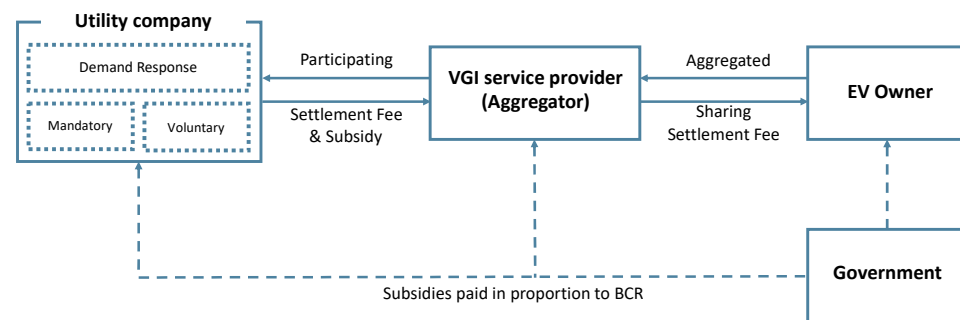 Utility company
Demand Response
Mandatory
Voluntary
Participating
Settlement Fee
& Subsidy
VGI service provider
(Aggregator)
Aggregated
Sharing
Settlement Fee
EV Owner
Government
Subsidies paid in proportion to BCR